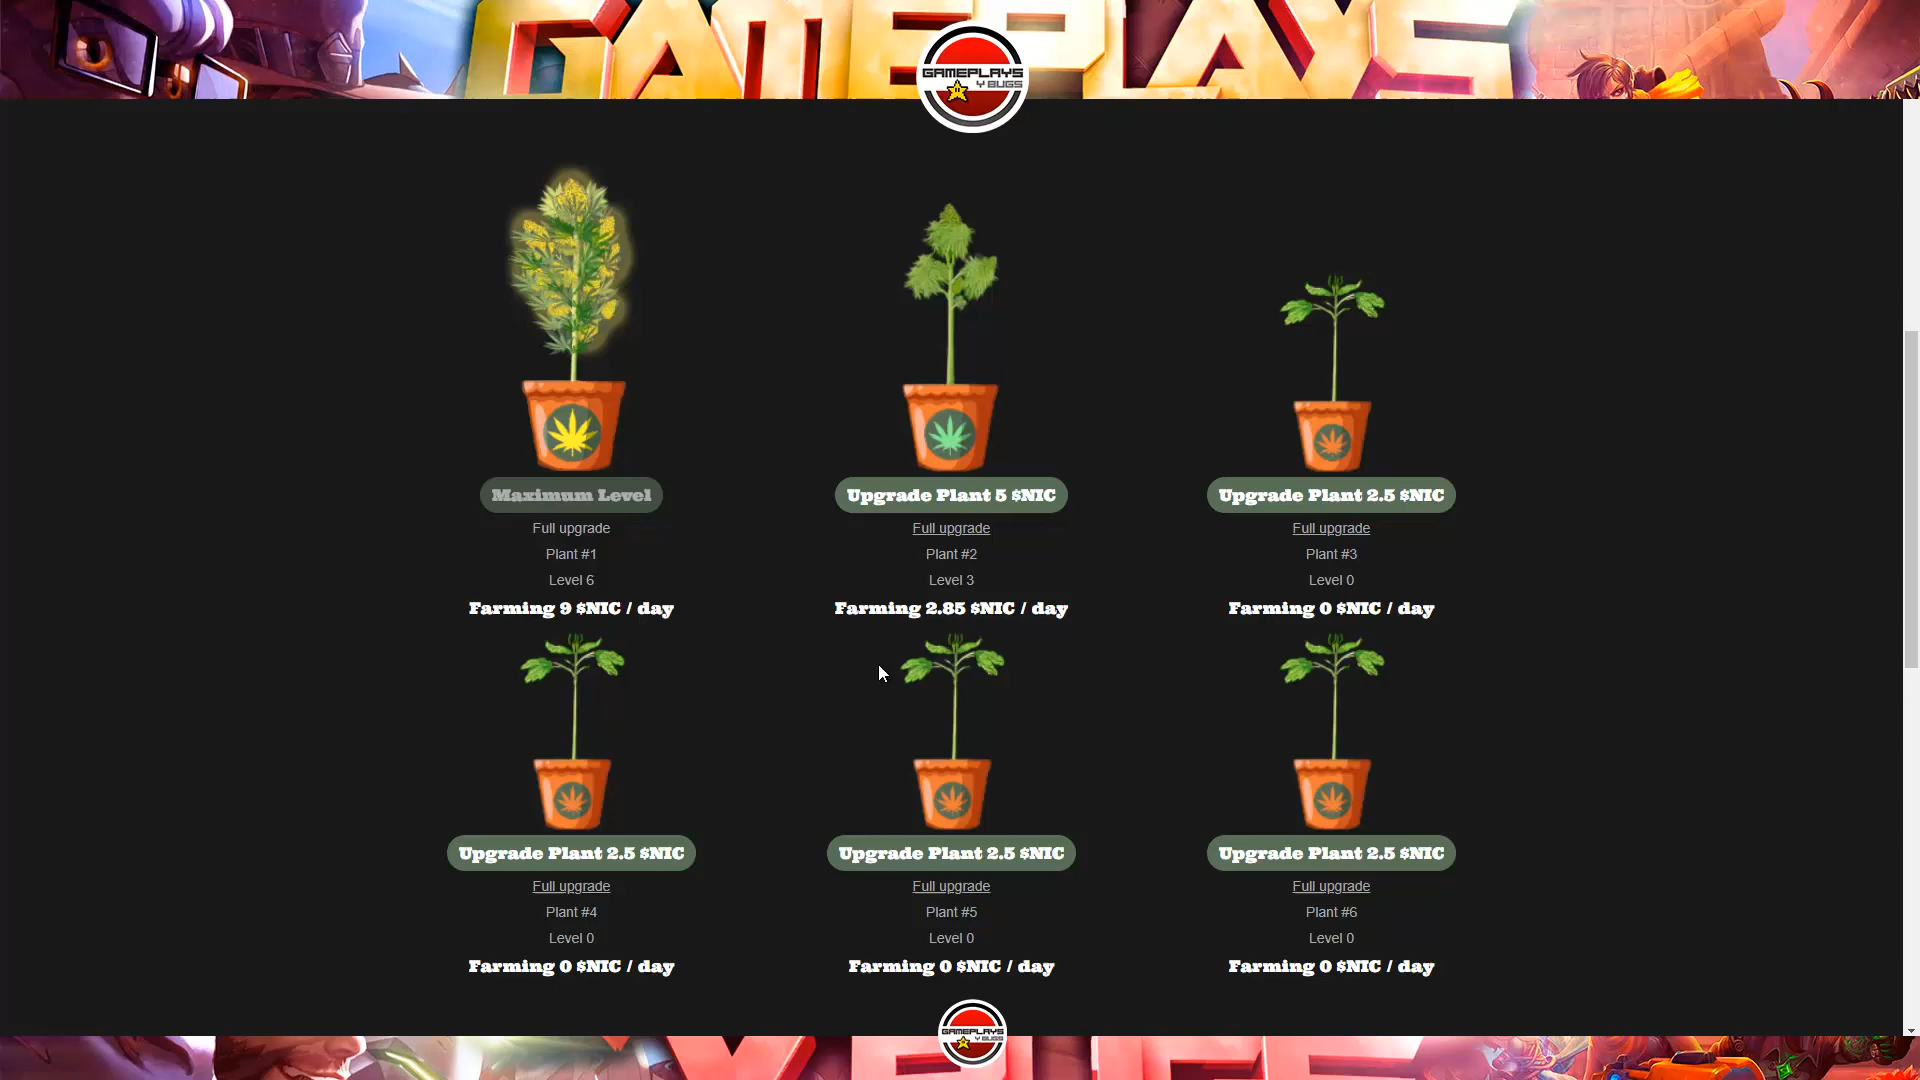 GAMEPLAYS
GAMEPLAYS
Y BUGS
Maximum Level
Upgrade Plant 5 $NIC
Upgrade Plant 2.5 $NIC
Full upgrade
Full upgrade
Full upgrade
Plant #1
Plant #2
Plant #3
Level 6
Level 3
Level 0
Farming 9 $NIC / day
Farming 2.85 $NIC / day
Farming 0 $NIC / day
Upgrade Plant 2.5 $NIC
Upgrade Plant 2.5 $NIC
Upgrade Plant 2.5 $NIC
Full upgrade
Full upgrade
Full upgrade
Plant #4
Plant #5
Plant #6
Level 0
Level 0
Level 0
Farming 0 $NIC / day
Farming 0 $NIC / day
Farming 0 $NIC / day
GAMEPLAYS
Y BUGS